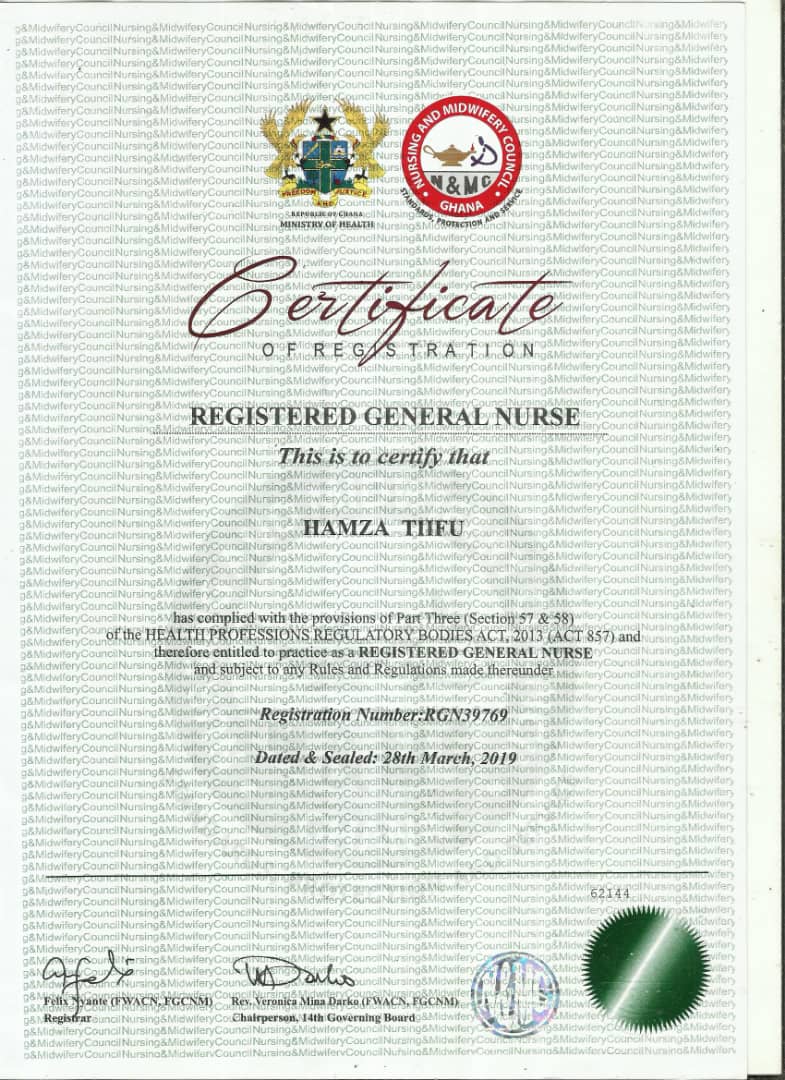 FREEDOM AND JUSTICE
REPUBLIC OF GHANA
MINISTRY OF HEALTH
NURSING AND MIDWIFERY COUNCIL
N&MC
GHANA
STANDARDS, PROTECTION AND SERVICE
Certificate
OF REGISTRATION
REGISTERED GENERAL NURSE
This is to certify that
HAMZA TIIFU
has complied with the provisions of Part Three (Section 57 & 58)
of the HEALTH PROFESSIONS REGULATORY BODIES ACT, 2013 (ACT 857) and
therefore entitled to practice as a REGISTERED GENERAL NURSE
and subject to any Rules and Regulations made thereunder
Registration Number:RGN39769
Dated & Sealed: 28th March, 2019
62144
Felix Nyante (FWACN, FGCNM)
Registrar
Rev. Veronica Mina Darko (FWACN, FGCNM)
Chairperson, 14th Governing Board